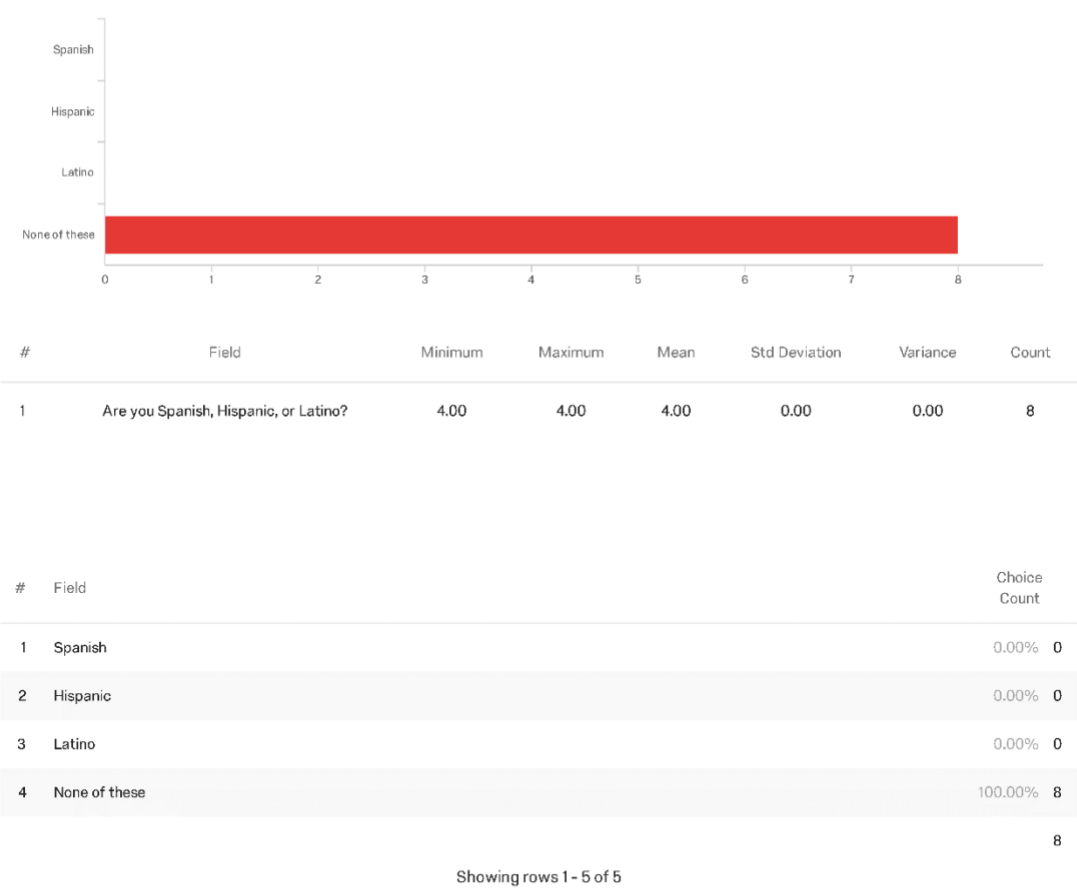 Spanish
Hispanic
Latino
None of these
0 1 2 3 4 5 6 7 8
# Field Minimum Maximum Mean Std Deviation Variance Count
1 Are you Spanish, Hispanic, or Latino? 4.00 4.00 4.00 0.00 0.00 8
# Field Choice Count
1 Spanish 0.00% 0
2 Hispanic 0.00% 0
3 Latino 0.00% 0
4 None of these 100.00% 8
8
Showing rows 1 - 5 of 5